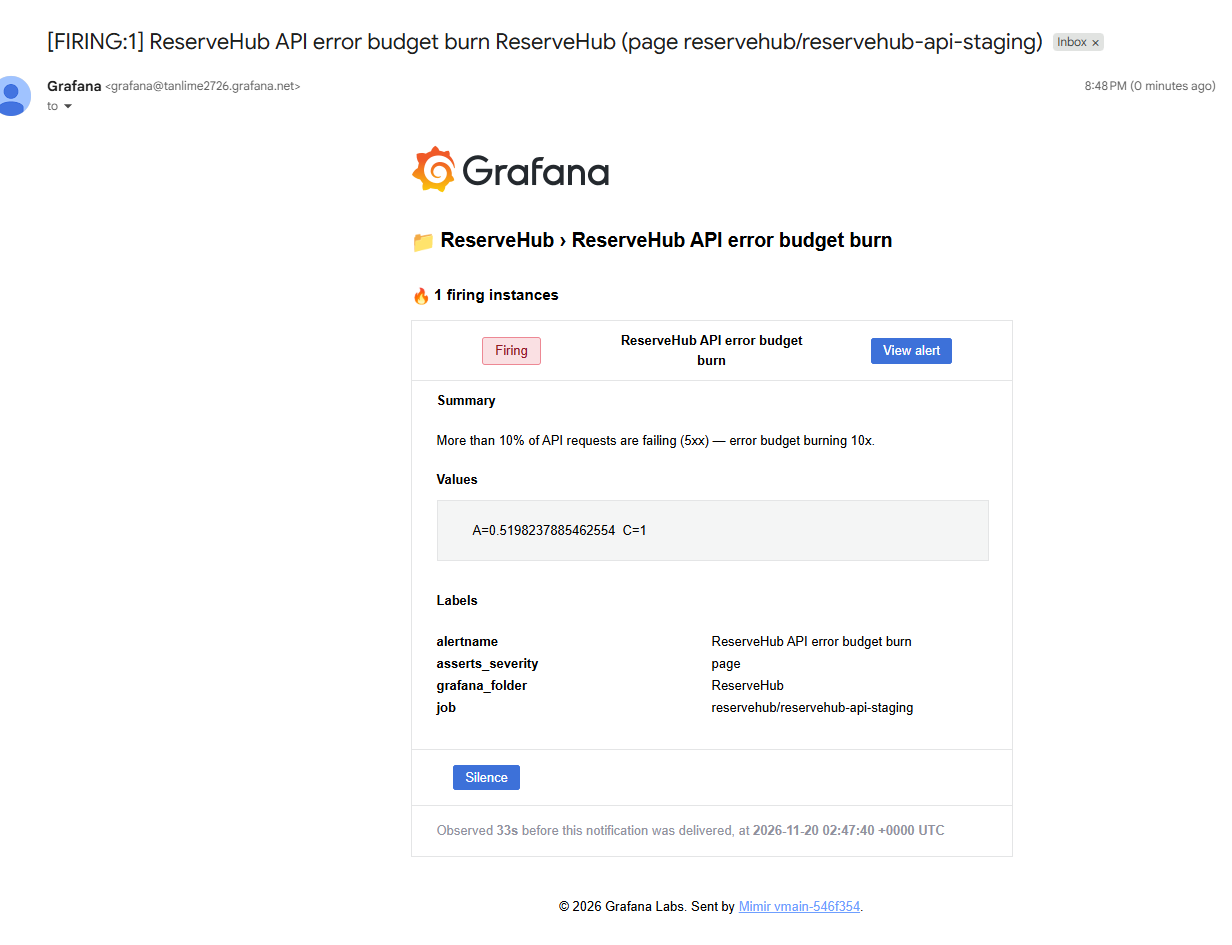 [FIRING:1] ReserveHub API error budget burn ReserveHub (page reservehub/reservehub-api-staging) Inbox ×
Grafana <grafana@tanlime2726.grafana.net> 8:48 PM (0 minutes ago)
to
Grafana
ReserveHub › ReserveHub API error budget burn
1 firing instances
Firing
ReserveHub API error budget
burn
View alert
Summary
More than 10% of API requests are failing (5xx) — error budget burning 10x.
Values
A=0.5198237885462554 C=1
Labels
alertname ReserveHub API error budget burn
asserts_severity page
grafana_folder ReserveHub
job reservehub/reservehub-api-staging
Silence
Observed 33s before this notification was delivered, at 2026-11-20 02:47:40 +0000 UTC
© 2026 Grafana Labs. Sent by Mimir vmain-546f354.